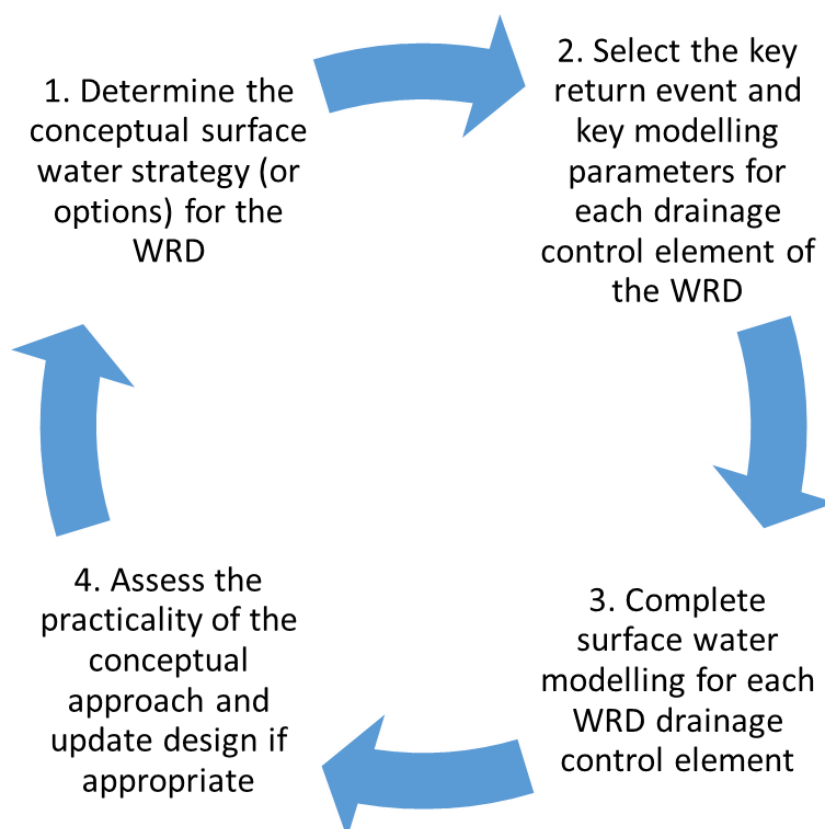 1. Determine the
conceptual surface
water strategy (or
options) for the
WRD
2. Select the key
return event and
key modelling
parameters for
each drainage
control element of
the WRD
3. Complete
surface water
modelling for each
WRD drainage
control element
4. Assess the
practicality of the
conceptual
approach and
update design if
appropriate